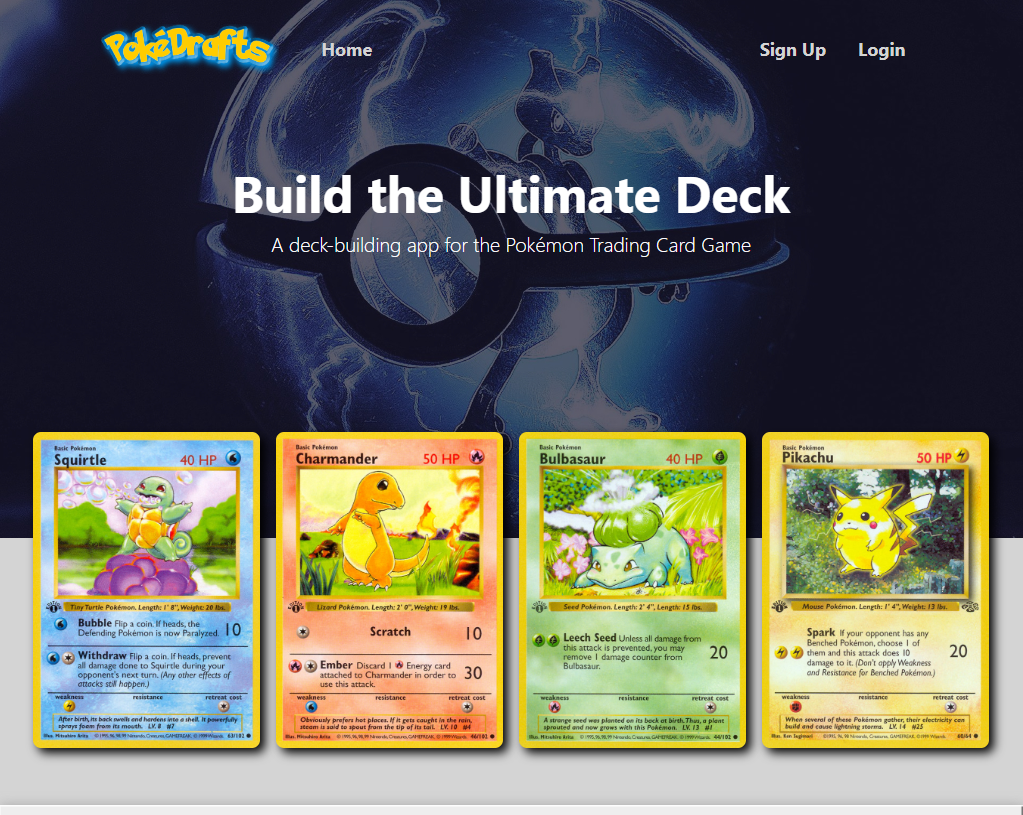 PokéDrafts
Home
Sign Up
Login
Build the Ultimate Deck
A deck-building app for the Pokémon Trading Card Game
Basic Pokémon
Squirtle 40 HP
Tiny Turtle Pokémon. Length: 1' 8", Weight: 20 lbs.
Bubble Flip a coin. If heads, the
Defending Pokémon is now Paralyzed. 10
Withdraw Flip a coin. If heads, prevent
all damage done to Squirtle during your
opponent's next turn. (Any other effects of
attacks still happen.)
weakness resistance retreat cost
After birth, its back swells and hardens into a shell. It powerfully
sprays foam from its mouth. LV. 8 #7
Illus. Mitsuhiro Arita ©1995, 96, 98 Nintendo, Creatures, GAMEFREAK. ©1999 Wizards. 63/102
Basic Pokémon
Charmander 50 HP
Lizard Pokémon. Length: 2' 0", Weight: 19 lbs.
Scratch 10
Ember Discard 1 Energy card
attached to Charmander in order to
use this attack. 30
weakness resistance retreat cost
Obviously prefers hot places. If it gets caught in the rain,
steam is said to spout from the tip of its tail. LV. 10 #4
Illus. Mitsuhiro Arita ©1995, 96, 98 Nintendo, Creatures, GAMEFREAK. ©1999 Wizards. 46/102
Basic Pokémon
Bulbasaur 40 HP
Seed Pokémon. Length: 2' 4", Weight: 15 lbs.
Leech Seed Unless all damage from
this attack is prevented, you may
remove 1 damage counter from
Bulbasaur. 20
weakness resistance retreat cost
A strange seed was planted on its back at birth. Thus, a plant
sprouted and now grows with this Pokémon. LV. 13 #1
Illus. Mitsuhiro Arita ©1995, 96, 98 Nintendo, Creatures, GAMEFREAK. ©1999 Wizards. 44/102
Basic Pokémon
Pikachu 50 HP
Mouse Pokémon. Length: 1' 4", Weight: 13 lbs.
Spark If your opponent has any
Benched Pokémon, choose 1 of
them and this attack does 10
damage to it. (Don't apply Weakness
and Resistance for Benched Pokémon.) 20
weakness resistance retreat cost
When several of these Pokémon gather, their electricity can
build and cause lightning storms. LV. 14 #25
Illus. Ken Sugimori ©1995, 96, 98 Nintendo, Creatures, GAMEFREAK. ©1999 Wizards. 60/64